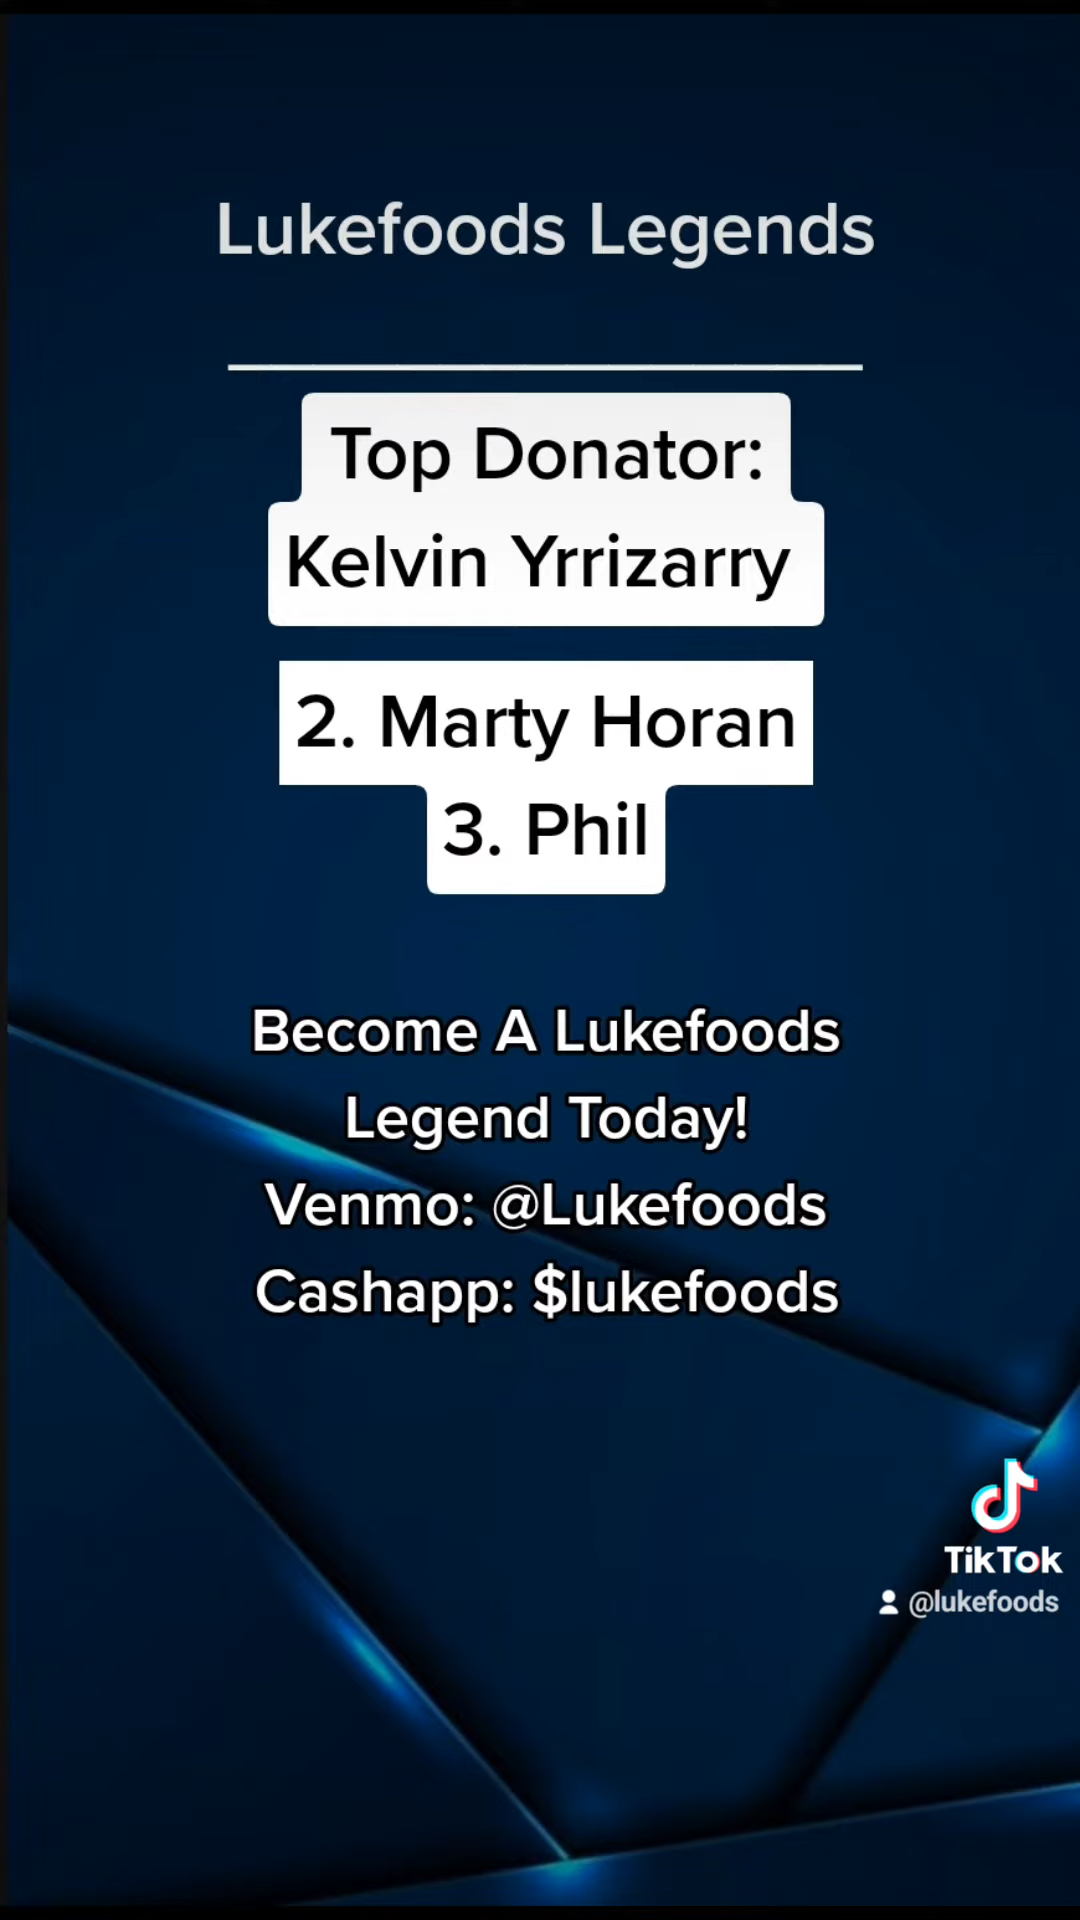 Lukefoods Legends
Top Donator:
Kelvin Yrrizarry
2. Marty Horan
3. Phil
Become A Lukefoods
Legend Today!
Venmo: @Lukefoods
Cashapp: $lukefoods
TikTok
@lukefoods